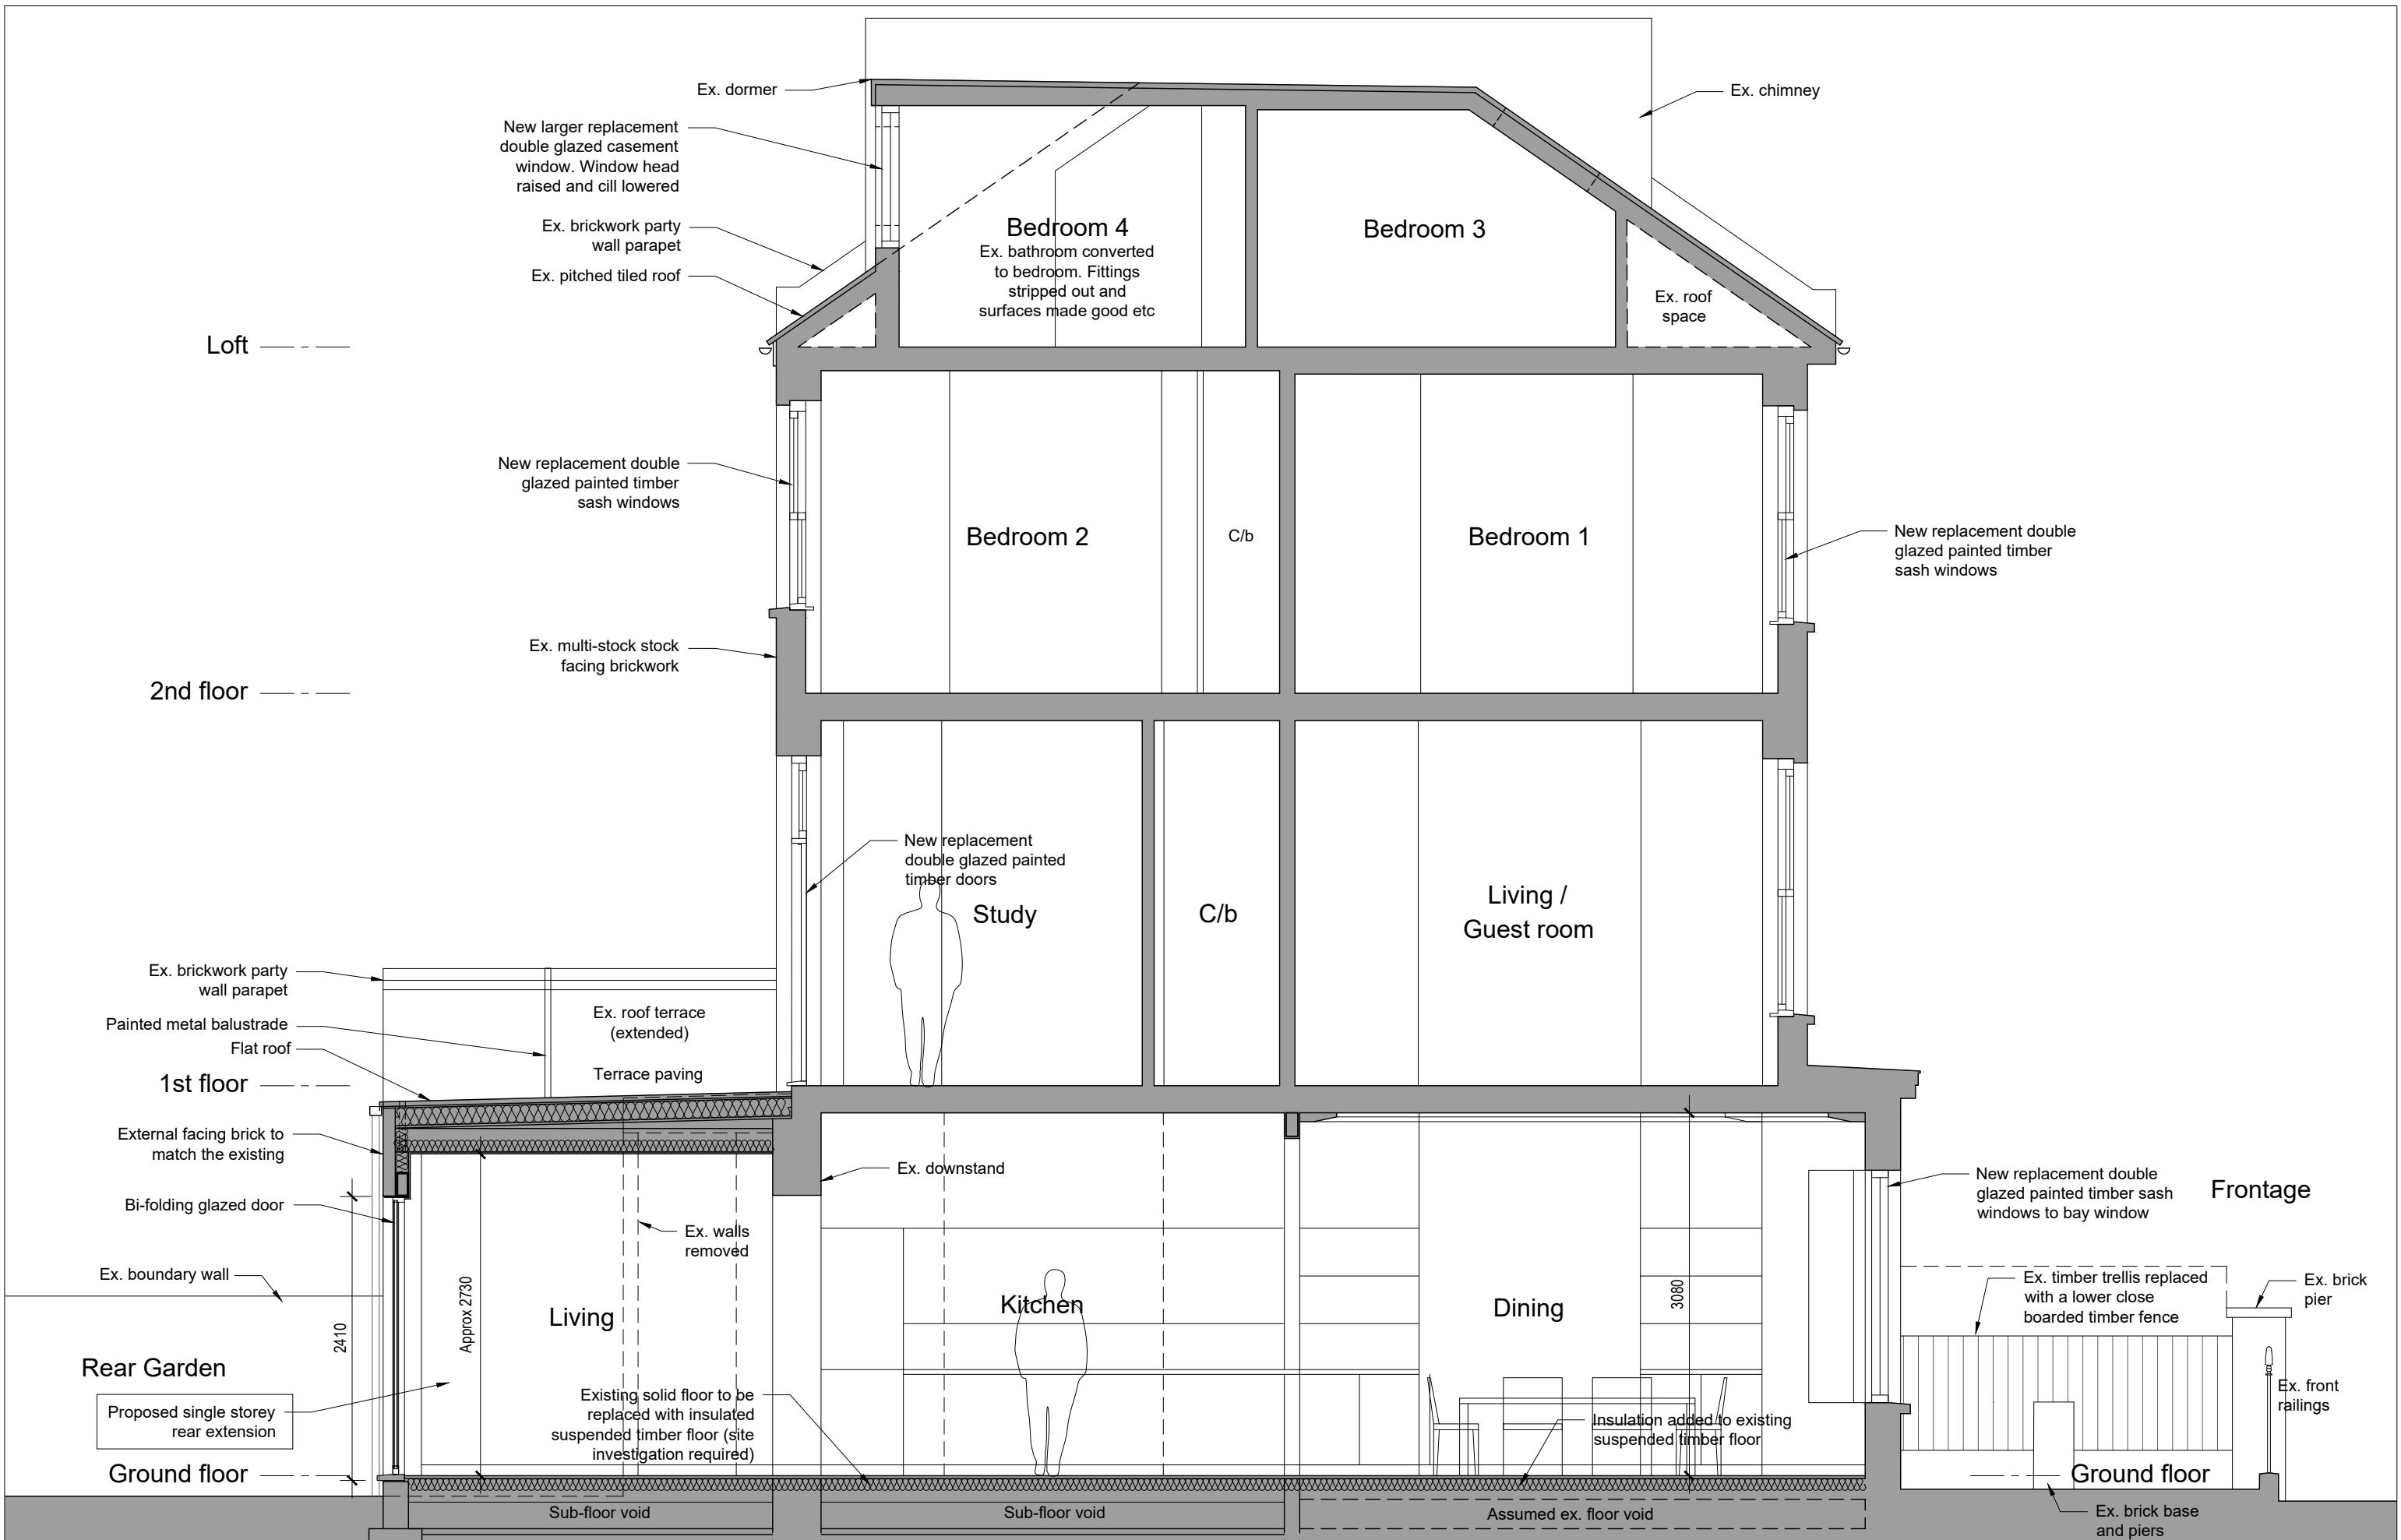 Ex. dormer
Ex. chimney
New larger replacement
double glazed casement
window. Window head
raised and cill lowered
Ex. brickwork party
wall parapet
Ex. pitched tiled roof
Bedroom 4
Ex. bathroom converted
to bedroom. Fittings
stripped out and
surfaces made good etc
Bedroom 3
Ex. roof
space
Loft
New replacement double
glazed painted timber
sash windows
Bedroom 2
C/b
Bedroom 1
New replacement double
glazed painted timber
sash windows
Ex. multi-stock stock
facing brickwork
2nd floor
New replacement
double glazed painted
timber doors
Study
C/b
Living /
Guest room
Ex. brickwork party
wall parapet
Painted metal balustrade
Flat roof
Ex. roof terrace
(extended)
Terrace paving
1st floor
External facing brick to
match the existing
Bi-folding glazed door
Ex. boundary wall
Ex. downstand
Ex. walls
removed
2410
Approx 2730
Living
Kitchen
Dining
3080
New replacement double
glazed painted timber sash
windows to bay window
Frontage
Ex. timber trellis replaced
with a lower close
boarded timber fence
Ex. brick
pier
Ex. front
railings
Rear Garden
Proposed single storey
rear extension
Existing solid floor to be
replaced with insulated
suspended timber floor (site
investigation required)
Insulation added to existing
suspended timber floor
Ground floor
Ground floor
Sub-floor void
Sub-floor void
Assumed ex. floor void
Ex. brick base
and piers